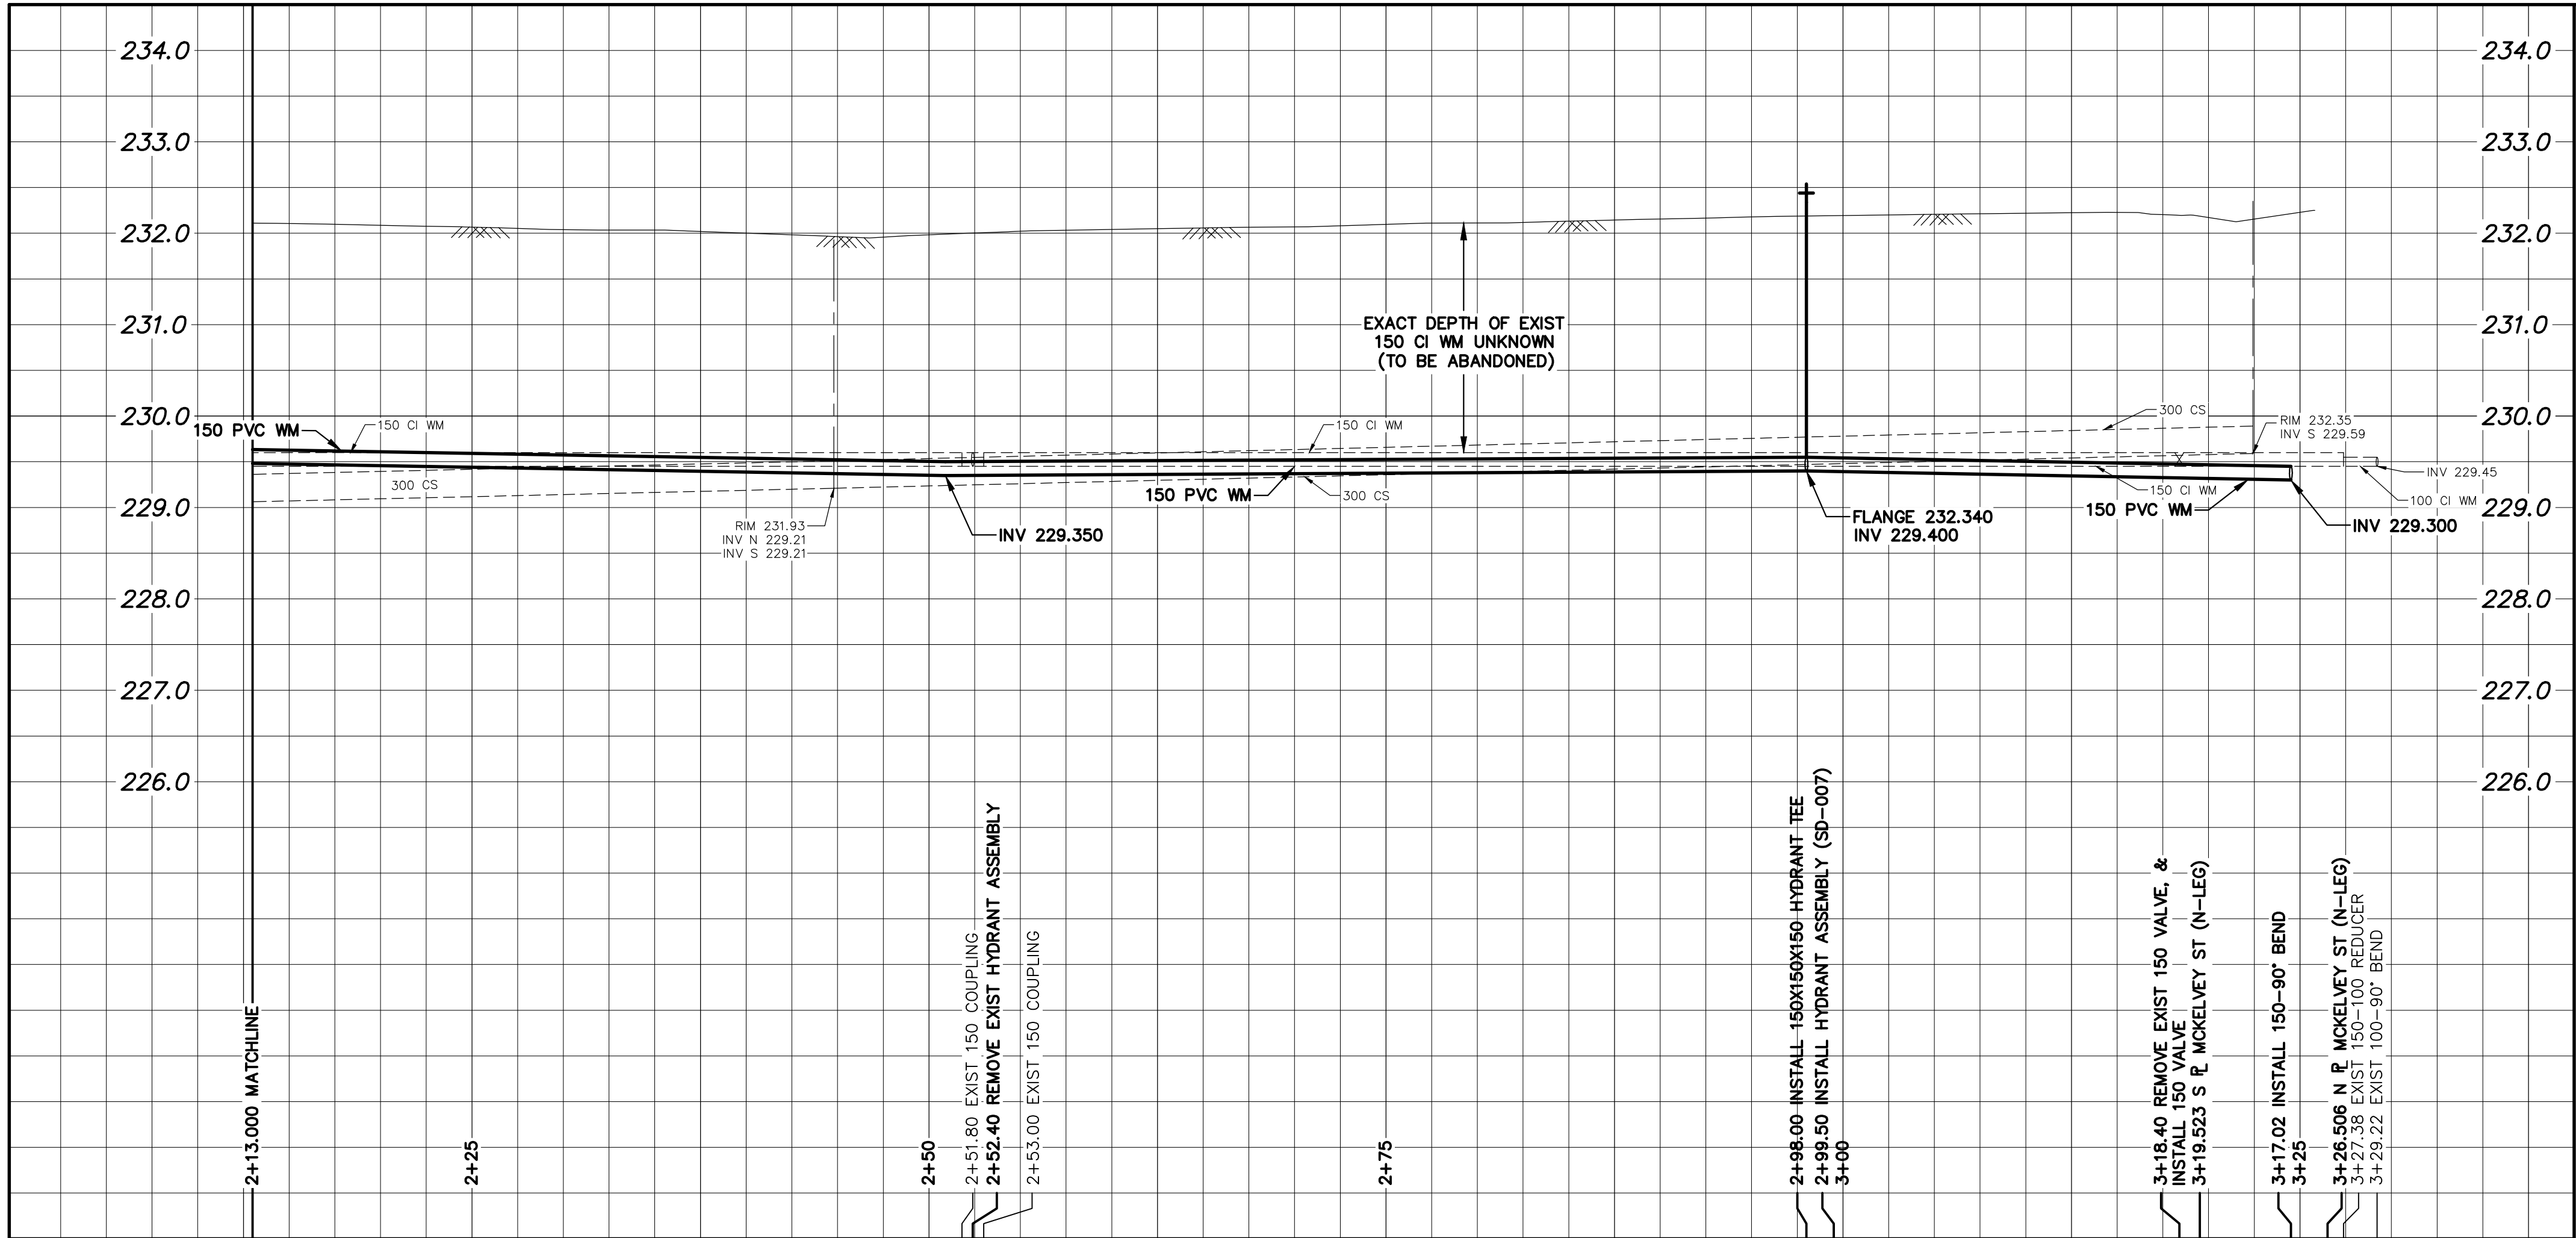 234.0
234.0
233.0
233.0
232.0
232.0
231.0
231.0
EXACT DEPTH OF EXIST
150 CI WM UNKNOWN
(TO BE ABANDONED)
230.0
230.0
150 PVC WM
150 CI WM
150 CI WM
300 CS
RIM 232.35
INV S 229.59
300 CS
150 PVC WM
300 CS
150 CI WM
INV 229.45
100 CI WM
229.0
229.0
150 PVC WM
RIM 231.93
INV N 229.21
INV S 229.21
INV 229.350
FLANGE 232.340
INV 229.400
INV 229.300
228.0
228.0
227.0
227.0
226.0
226.0
2+13.000 MATCHLINE
2+25
2+50
2+51.80 EXIST 150 COUPLING
2+52.40 REMOVE EXIST HYDRANT ASSEMBLY
2+53.00 EXIST 150 COUPLING
2+75
2+98.00 INSTALL 150X150X150 HYDRANT TEE
2+99.50 INSTALL HYDRANT ASSEMBLY (SD-007)
3+00
3+18.40 REMOVE EXIST 150 VALVE, &
INSTALL 150 VALVE
3+19.523 S PL MCKELVEY ST (N-LEG)
3+17.02 INSTALL 150-90° BEND
3+25
3+26.506 N PL MCKELVEY ST (N-LEG)
3+27.38 EXIST 150-100 REDUCER
3+29.22 EXIST 100-90° BEND